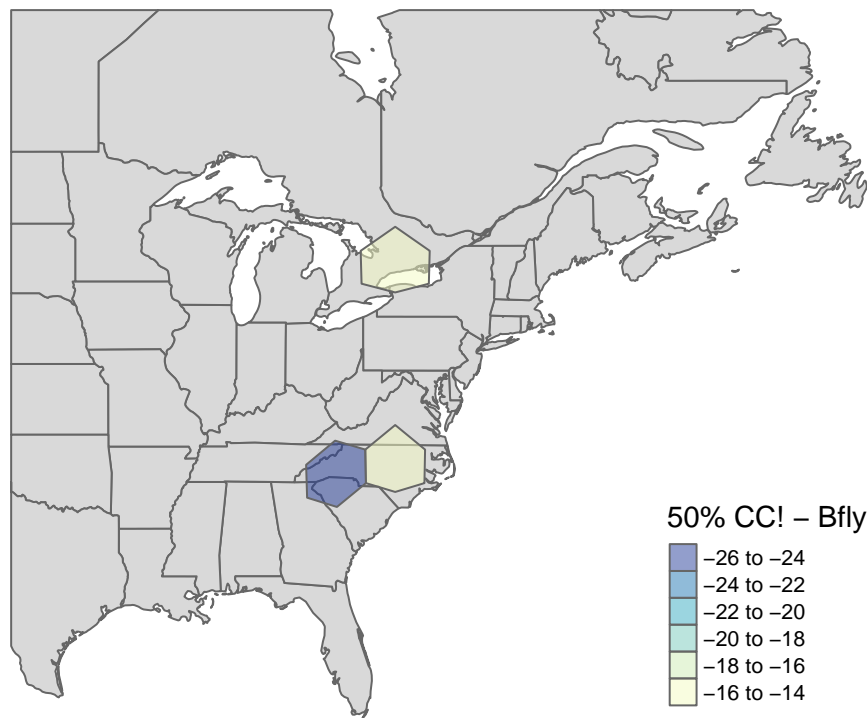 50% CC! – Bfly
−26 to −24
−24 to −22
−22 to −20
−20 to −18
−18 to −16
−16 to −14